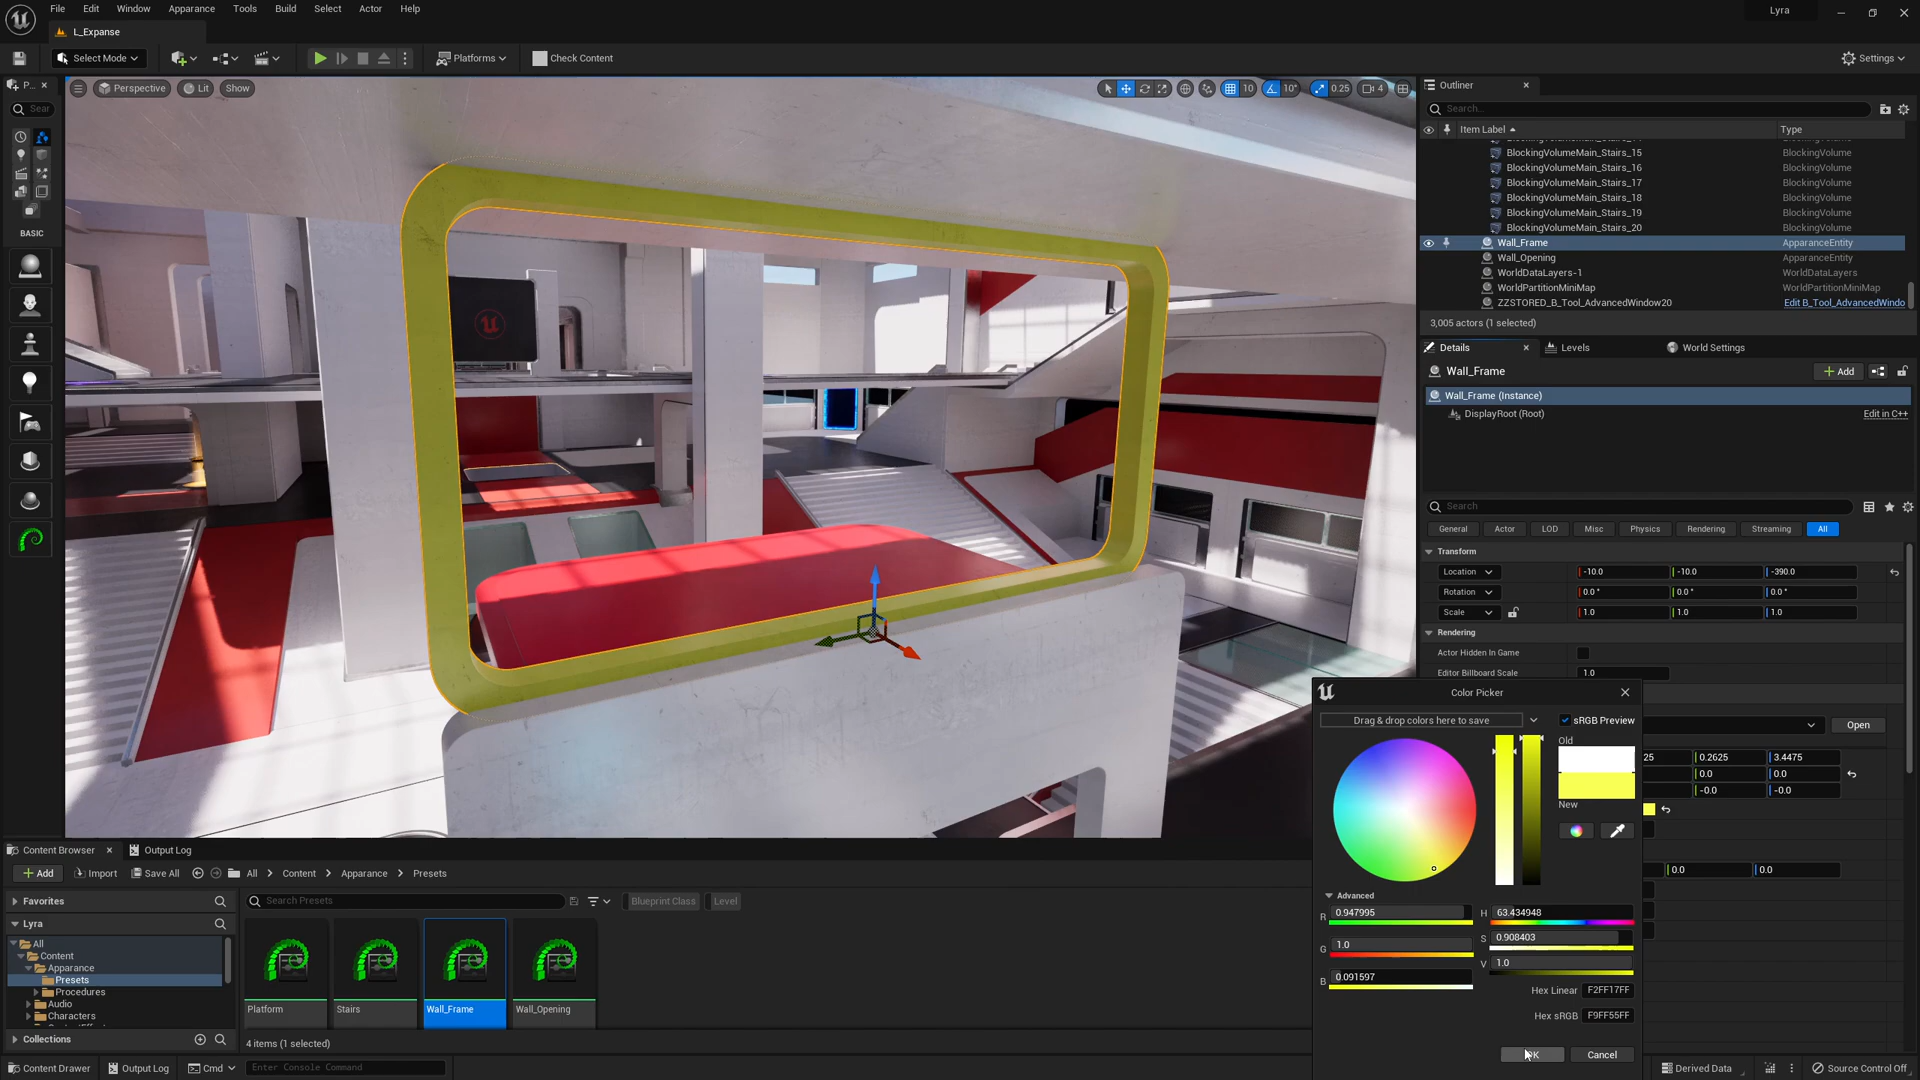 File Edit Window Apparance Tools Build Select Actor Help
Lyra
L_Expanse
Select Mode
Platforms
Check Content
Settings
P...
Perspective
Lit
Show
10
10°
0.25
4
Outliner
Search...
Item Label
Type
BlockingVolumeMain_Stairs_15 BlockingVolume
BlockingVolumeMain_Stairs_16 BlockingVolume
BlockingVolumeMain_Stairs_17 BlockingVolume
BlockingVolumeMain_Stairs_18 BlockingVolume
BlockingVolumeMain_Stairs_19 BlockingVolume
BlockingVolumeMain_Stairs_20 BlockingVolume
Wall_Frame ApparanceEntity
Wall_Opening ApparanceEntity
WorldDataLayers-1 WorldDataLayers
WorldPartitionMiniMap WorldPartitionMiniMap
ZZSTORED_B_Tool_AdvancedWindow20 Edit B_Tool_AdvancedWindo
3,005 actors (1 selected)
Sear
BASIC
Details
Levels
World Settings
Wall_Frame
Add
Wall_Frame (Instance)
DisplayRoot (Root)
Edit in C++
Search
General Actor LOD Misc Physics Rendering Streaming All
Transform
Location -10.0 -10.0 -390.0
Rotation 0.0 ° 0.0 ° 0.0 °
Scale 1.0 1.0 1.0
Rendering
Actor Hidden In Game
Editor Billboard Scale 1.0
Open
25 0.2625 3.4475
0.0 0.0
-0.0 -0.0
0.0 0.0
Color Picker
Drag & drop colors here to save
sRGB Preview
Old
New
Advanced
R 0.947995
G 1.0
B 0.091597
H 63.434948
S 0.908403
V 1.0
Hex Linear F2FF17FF
Hex sRGB F9FF55FF
Cancel
Content Browser
Output Log
Add
Import
Save All
All Content Apparance Presets
Favorites
Lyra
All
Content
Apparance
Presets
Procedures
Audio
Characters
Collections
Search Presets
Blueprint Class
Level
Platform
Stairs
Wall_Frame
Wall_Opening
4 items (1 selected)
Content Drawer
Output Log
Cmd
Enter Console Command
Derived Data
Source Control Off